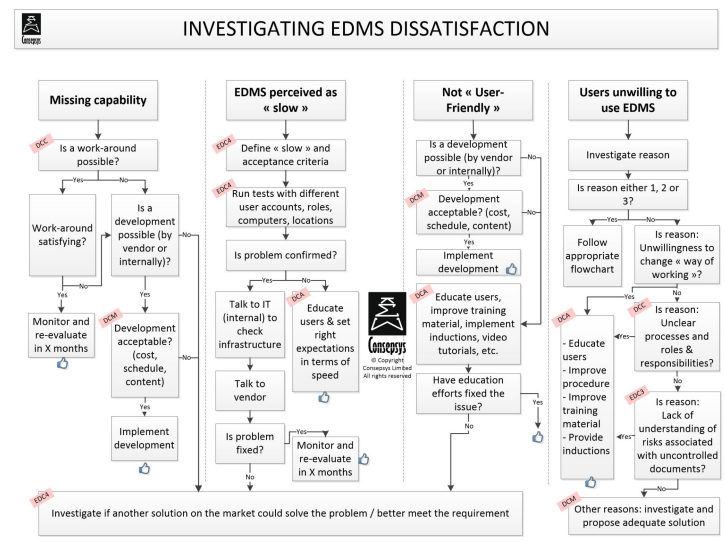 INVESTIGATING EDMS DISSATISFACTION
Consepsys
Missing capability
DCC
Is a work-around
possible?
Yes
No
Work-around
satisfying?
Is a
development
possible (by
vendor or
internally)?
No
No
Yes
Yes
Monitor and
re-evaluate
in X months
DCM
Development
acceptable?
(cost,
schedule,
content)
No
Yes
Implement
development
EDMS perceived as
« slow »
EDC4
Define « slow » and
acceptance criteria
EDC4
Run tests with different
user accounts, roles,
computers, locations
Is problem confirmed?
Yes
No
Talk to IT
(internal) to
check
infrastructure
DCA
Educate
users & set
right
expectations
in terms of
speed
Talk to
vendor
Is problem
fixed?
Yes
Monitor and
re-evaluate
in X months
No
Consepsys
© Copyright
Consepsys Limited
All rights reserved
Not « User-
Friendly »
Is a development
possible (by vendor
or internally)?
No
Yes
DCM
Development
acceptable? (cost,
schedule, content)
No
Yes
Implement
development
DCA
Educate users,
improve training
material, implement
inductions, video
tutorials, etc.
Have education
efforts fixed the
issue?
Yes
No
Users unwilling to
use EDMS
Investigate reason
Is reason either 1, 2 or
3?
Yes
No
Follow
appropriate
flowchart
Is reason:
Unwillingness to
change « way of
working »?
Yes
No
DCA
- Educate
users
- Improve
procedure
- Improve
training
material
- Provide
inductions
DCC
Is reason:
Unclear
processes and
roles &
responsibilities?
Yes
No
EDC3
Is reason:
Lack of
understanding of
risks associated
with uncontrolled
documents?
Yes
No
DCM
Other reasons: investigate and
propose adequate solution
EDC4
Investigate if another solution on the market could solve the problem / better meet the requirement